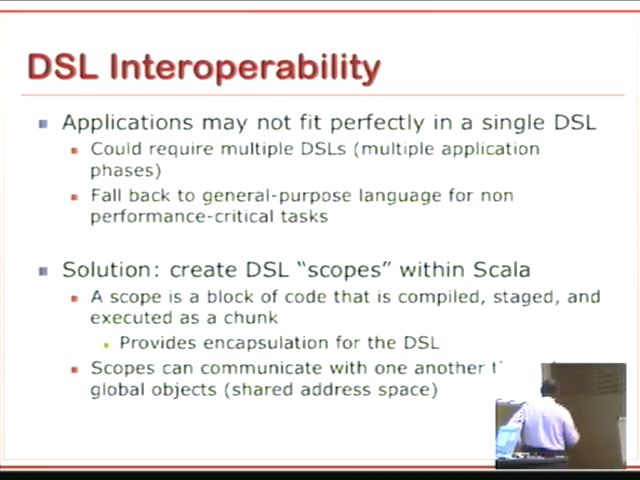 DSL Interoperability
Applications may not fit perfectly in a single DSL
Could require multiple DSLs (multiple application
phases)
Fall back to general-purpose language for non
performance-critical tasks
Solution: create DSL “scopes” within Scala
A scope is a block of code that is compiled, staged, and
executed as a chunk
Provides encapsulation for the DSL
Scopes can communicate with one another
global objects (shared address space)